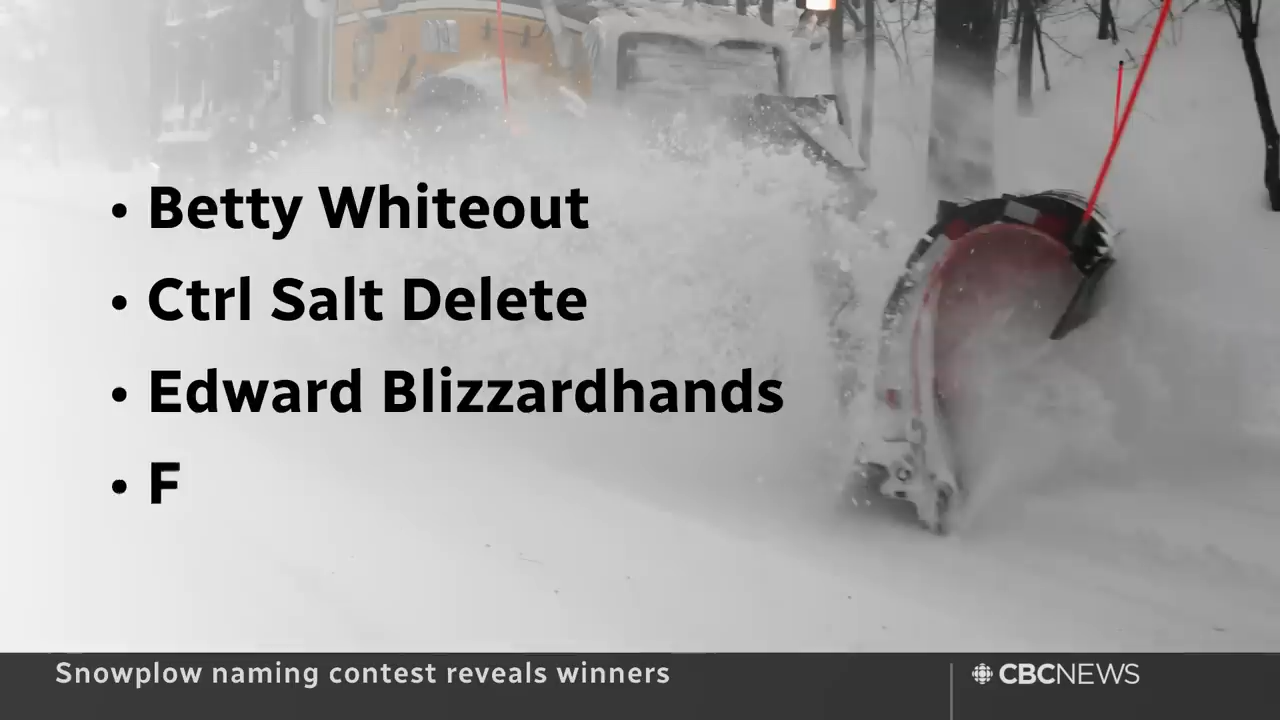 • Betty Whiteout
• Ctrl Salt Delete
• Edward Blizzardhands
• F
Snowplow naming contest reveals winners
CBCNEWS